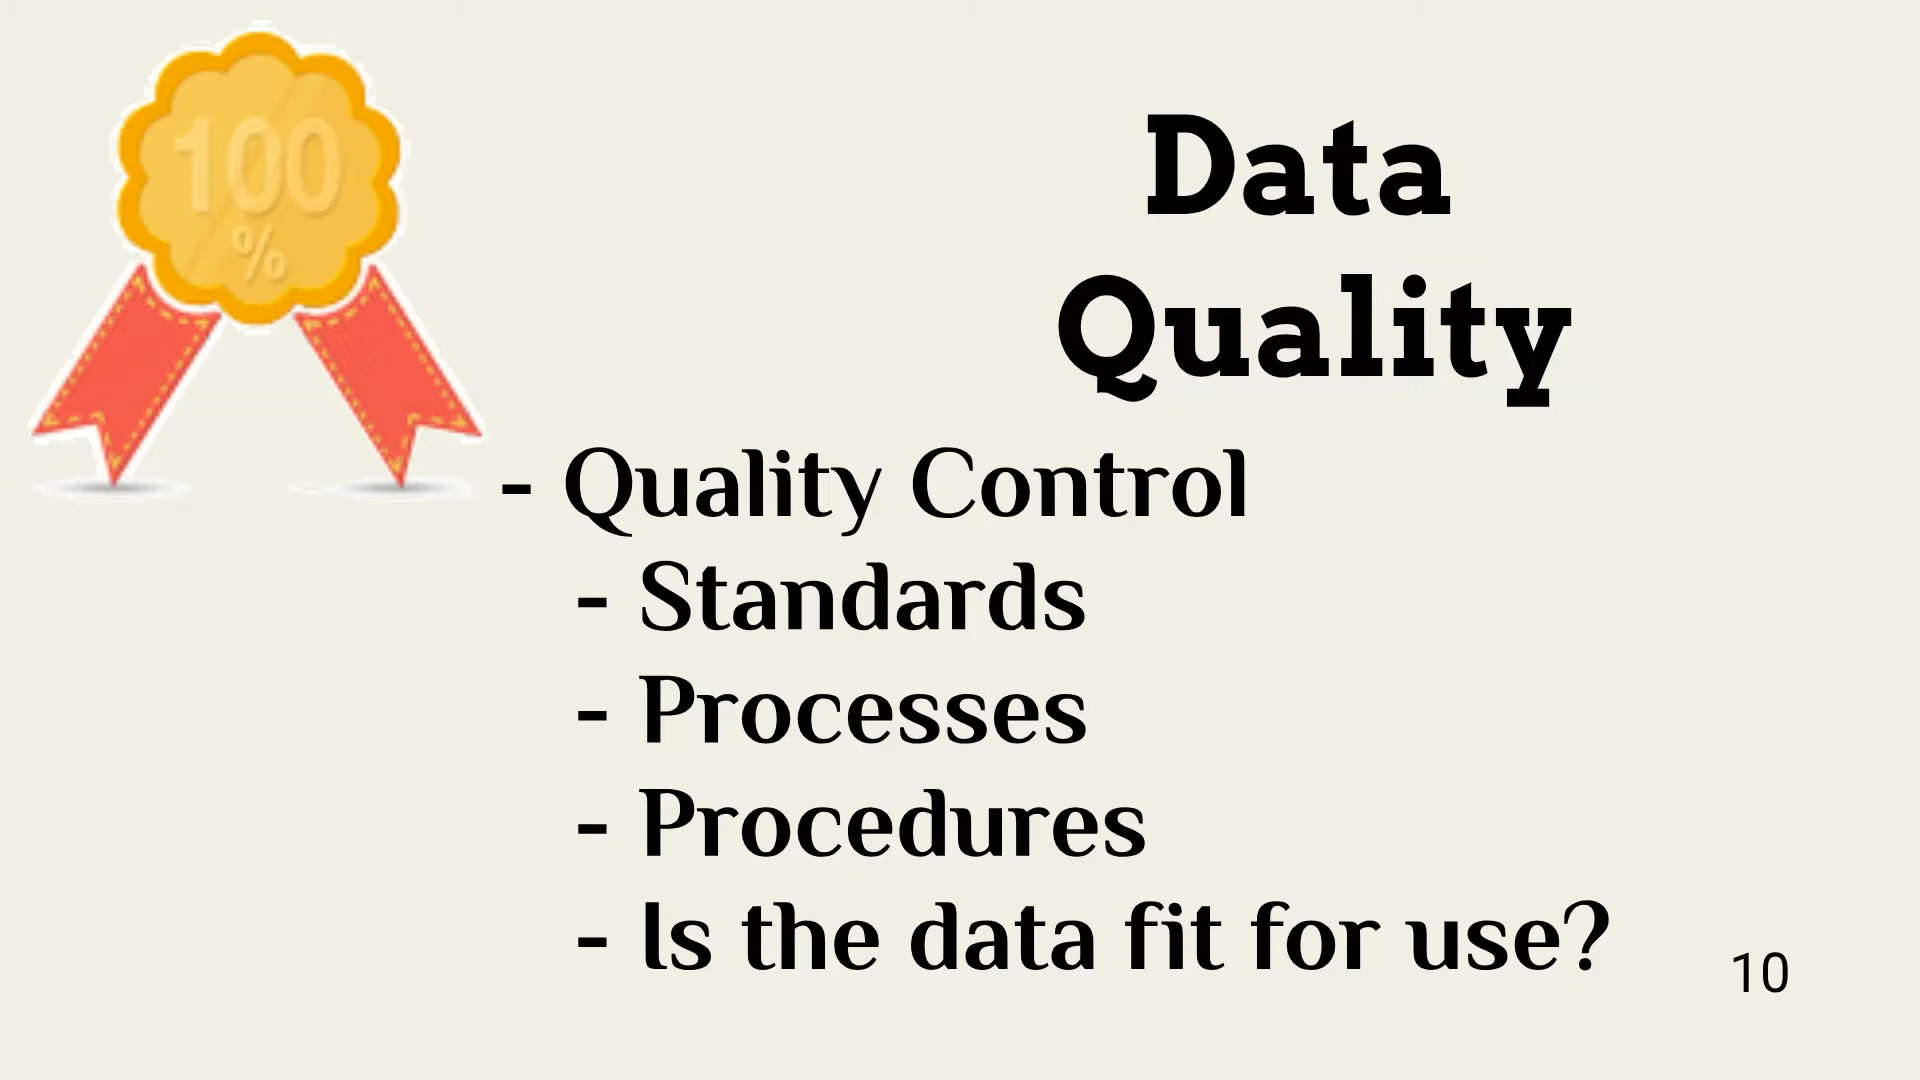 100
%
Data
Quality
- Quality Control
- Standards
- Processes
- Procedures
- Is the data fit for use?
10